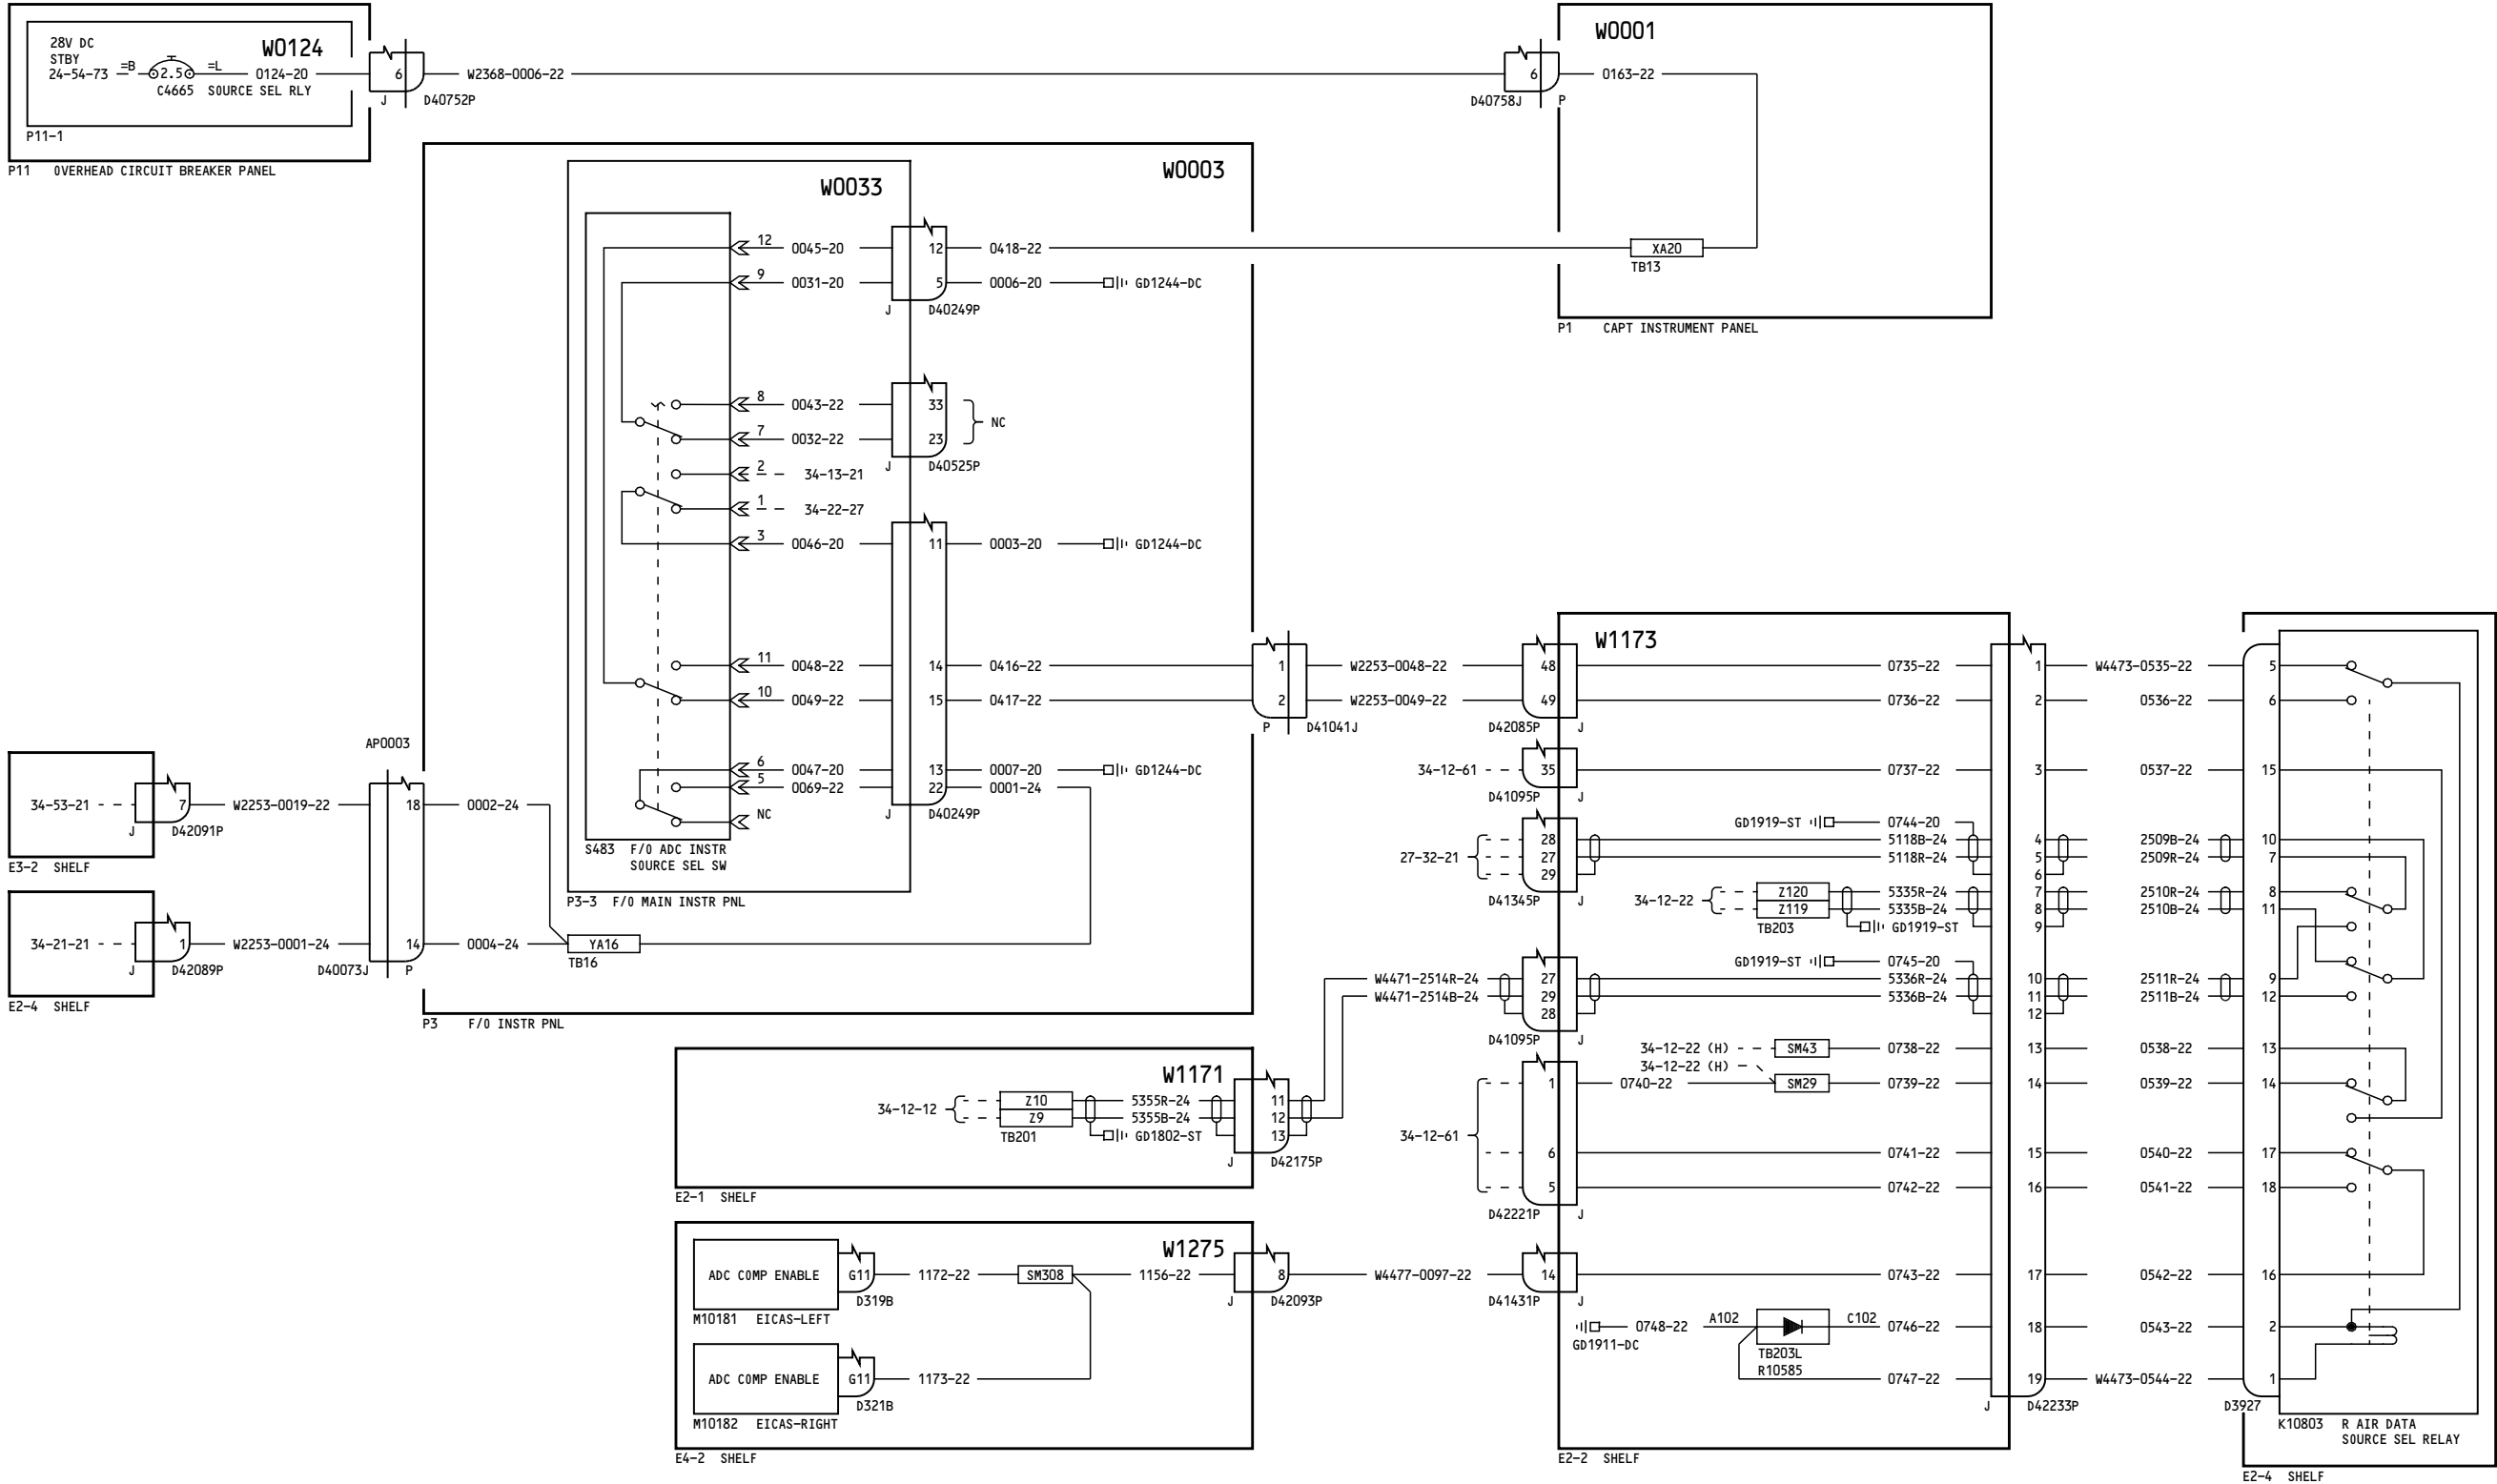 28V DC
STBY
24-54-73
=B
2.5
=L
W0124
0124-20
C4665 SOURCE SEL RLY
P11-1
P11 OVERHEAD CIRCUIT BREAKER PANEL
6
J
D40752P
W2368-0006-22
6
D40758J
P
W0001
0163-22
XA20
TB13
P1 CAPT INSTRUMENT PANEL
W0003
W0033
12 0045-20 12 0418-22
9 0031-20 5 0006-20 GD1244-DC
J D40249P
8 0043-22 33
7 0032-22 23
NC
J D40525P
2 34-13-21
1 34-22-27
3 0046-20 11 0003-20 GD1244-DC
11 0048-22 14 0416-22
10 0049-22 15 0417-22
6 0047-20 13 0007-20 GD1244-DC
5 0069-22 22 0001-24
NC
J D40249P
S483 F/O ADC INSTR
SOURCE SEL SW
P3-3 F/O MAIN INSTR PNL
YA16
TB16
P3 F/O INSTR PNL
AP0003
34-53-21 7 W2253-0019-22 18 0002-24
J D42091P
E3-2 SHELF
34-21-21 1 W2253-0001-24 14 0004-24
J D42089P
D40073J P
E2-4 SHELF
1 W2253-0048-22 48
2 W2253-0049-22 49
P D41041J
D42085P J
W1173
0735-22 1 W4473-0535-22 5
0736-22 2 0536-22 6
34-12-61 35 0737-22 3 0537-22 15
D41095P J
GD1919-ST 0744-20
27-32-21
28 5118B-24 4 2509B-24 10
27 5118R-24 5 2509R-24 7
29 6
D41345P J
34-12-22
Z120 5335R-24 7 2510R-24 8
Z119 5335B-24 8 2510B-24 11
TB203 GD1919-ST 9
GD1919-ST 0745-20
W4471-2514R-24 27 5336R-24 10 2511R-24 9
W4471-2514B-24 29 5336B-24 11 2511B-24 12
28 12
D41095P J
34-12-22 (H) SM43 0738-22 13 0538-22 13
34-12-22 (H)
1 0740-22 SM29 0739-22 14 0539-22 14
34-12-61
6 0741-22 15 0540-22 17
5 0742-22 16 0541-22 18
D42221P J
W1171
34-12-12
Z10 5355R-24 11
Z9 5355B-24 12
TB201 GD1802-ST 13
J D42175P
E2-1 SHELF
W1275
ADC COMP ENABLE G11 1172-22 SM308 1156-22 8 W4477-0097-22 14 0743-22 17 0542-22 16
D319B
M10181 EICAS-LEFT
J D42093P
D41431P J
ADC COMP ENABLE G11 1173-22
D321B
M10182 EICAS-RIGHT
E4-2 SHELF
0748-22 A102 C102 0746-22 18 0543-22 2
GD1911-DC
TB203L
R10585
0747-22 19 W4473-0544-22 1
J D42233P
D3927
E2-2 SHELF
K10803 R AIR DATA
SOURCE SEL RELAY
E2-4 SHELF